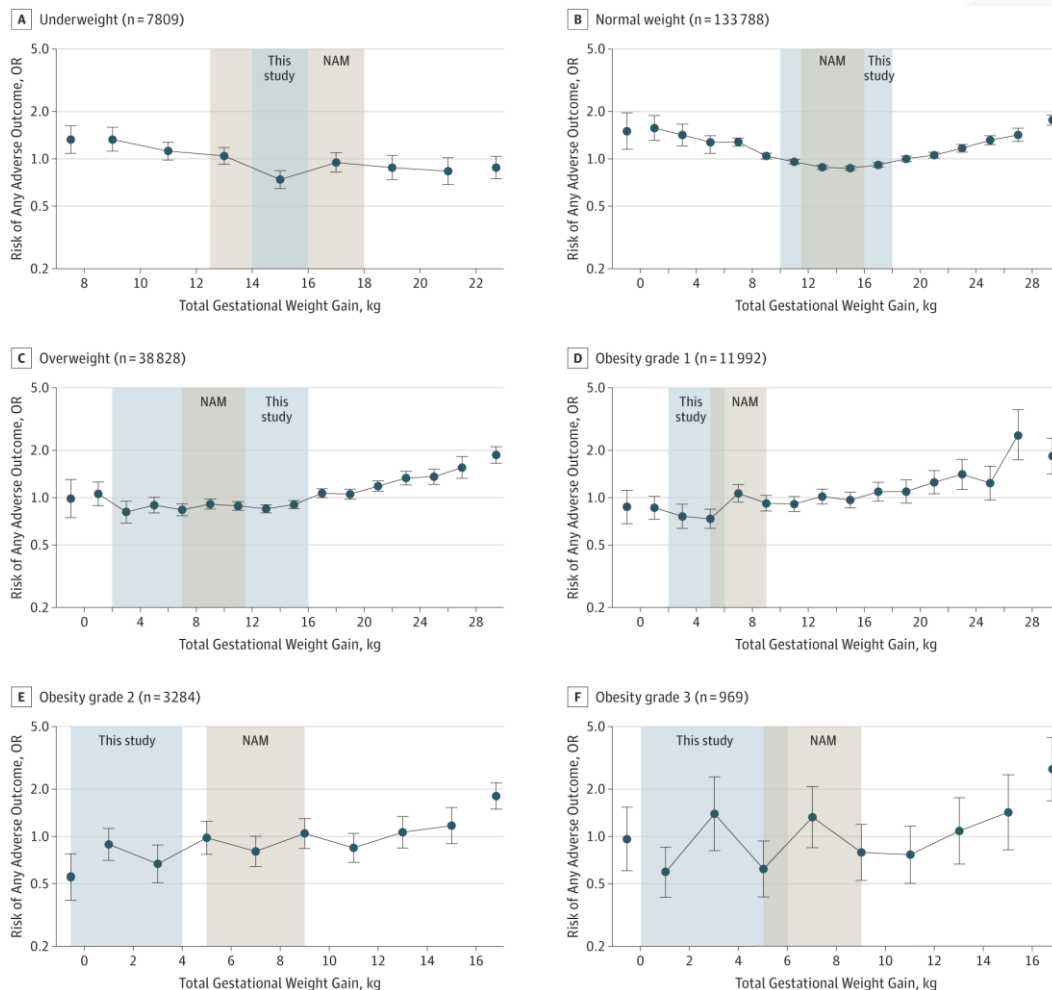 A Underweight (n = 7809)
Risk of Any Adverse Outcome, OR
5.0
2.0
1.0
0.5
0.2
This study
NAM
8 10 12 14 16 18 20 22
Total Gestational Weight Gain, kg
B Normal weight (n = 133 788)
Risk of Any Adverse Outcome, OR
5.0
2.0
1.0
0.5
0.2
NAM
This study
0 4 8 12 16 20 24 28
Total Gestational Weight Gain, kg
C Overweight (n = 38 828)
Risk of Any Adverse Outcome, OR
5.0
2.0
1.0
0.5
0.2
NAM
This study
0 4 8 12 16 20 24 28
Total Gestational Weight Gain, kg
D Obesity grade 1 (n = 11 992)
Risk of Any Adverse Outcome, OR
5.0
2.0
1.0
0.5
0.2
This study
NAM
0 4 8 12 16 20 24 28
Total Gestational Weight Gain, kg
E Obesity grade 2 (n = 3284)
Risk of Any Adverse Outcome, OR
5.0
2.0
1.0
0.5
0.2
This study
NAM
0 2 4 6 8 10 12 14 16
Total Gestational Weight Gain, kg
F Obesity grade 3 (n = 969)
Risk of Any Adverse Outcome, OR
5.0
2.0
1.0
0.5
0.2
This study
NAM
0 2 4 6 8 10 12 14 16
Total Gestational Weight Gain, kg